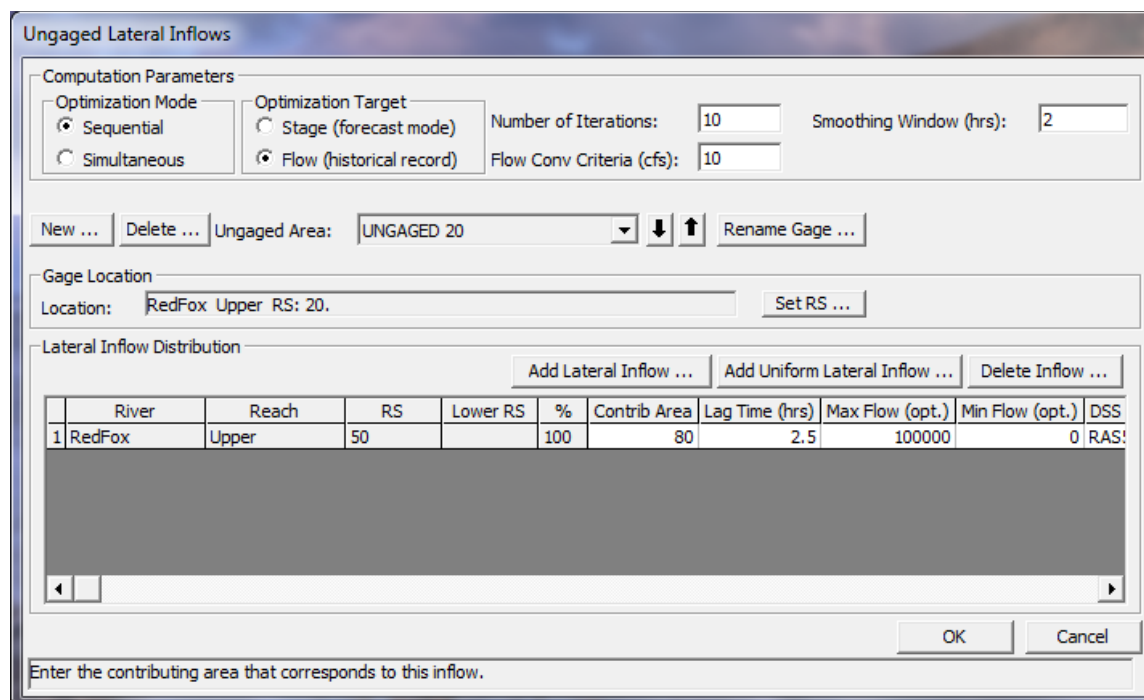 Ungaged Lateral Inflows
Computation Parameters
Optimization Mode
Sequential
Simultaneous
Optimization Target
Stage (forecast mode)
Flow (historical record)
Number of Iterations: 10
Flow Conv Criteria (cfs): 10
Smoothing Window (hrs): 2
New ... Delete ... Ungaged Area: UNGAGED 20 Rename Gage ...
Gage Location
Location: RedFox Upper RS: 20. Set RS ...
Lateral Inflow Distribution
Add Lateral Inflow ... Add Uniform Lateral Inflow ... Delete Inflow ...
River Reach RS Lower RS % Contrib Area Lag Time (hrs) Max Flow (opt.) Min Flow (opt.) DSS
1 RedFox Upper 50 100 80 2.5 100000 0 RAS
OK Cancel
Enter the contributing area that corresponds to this inflow.